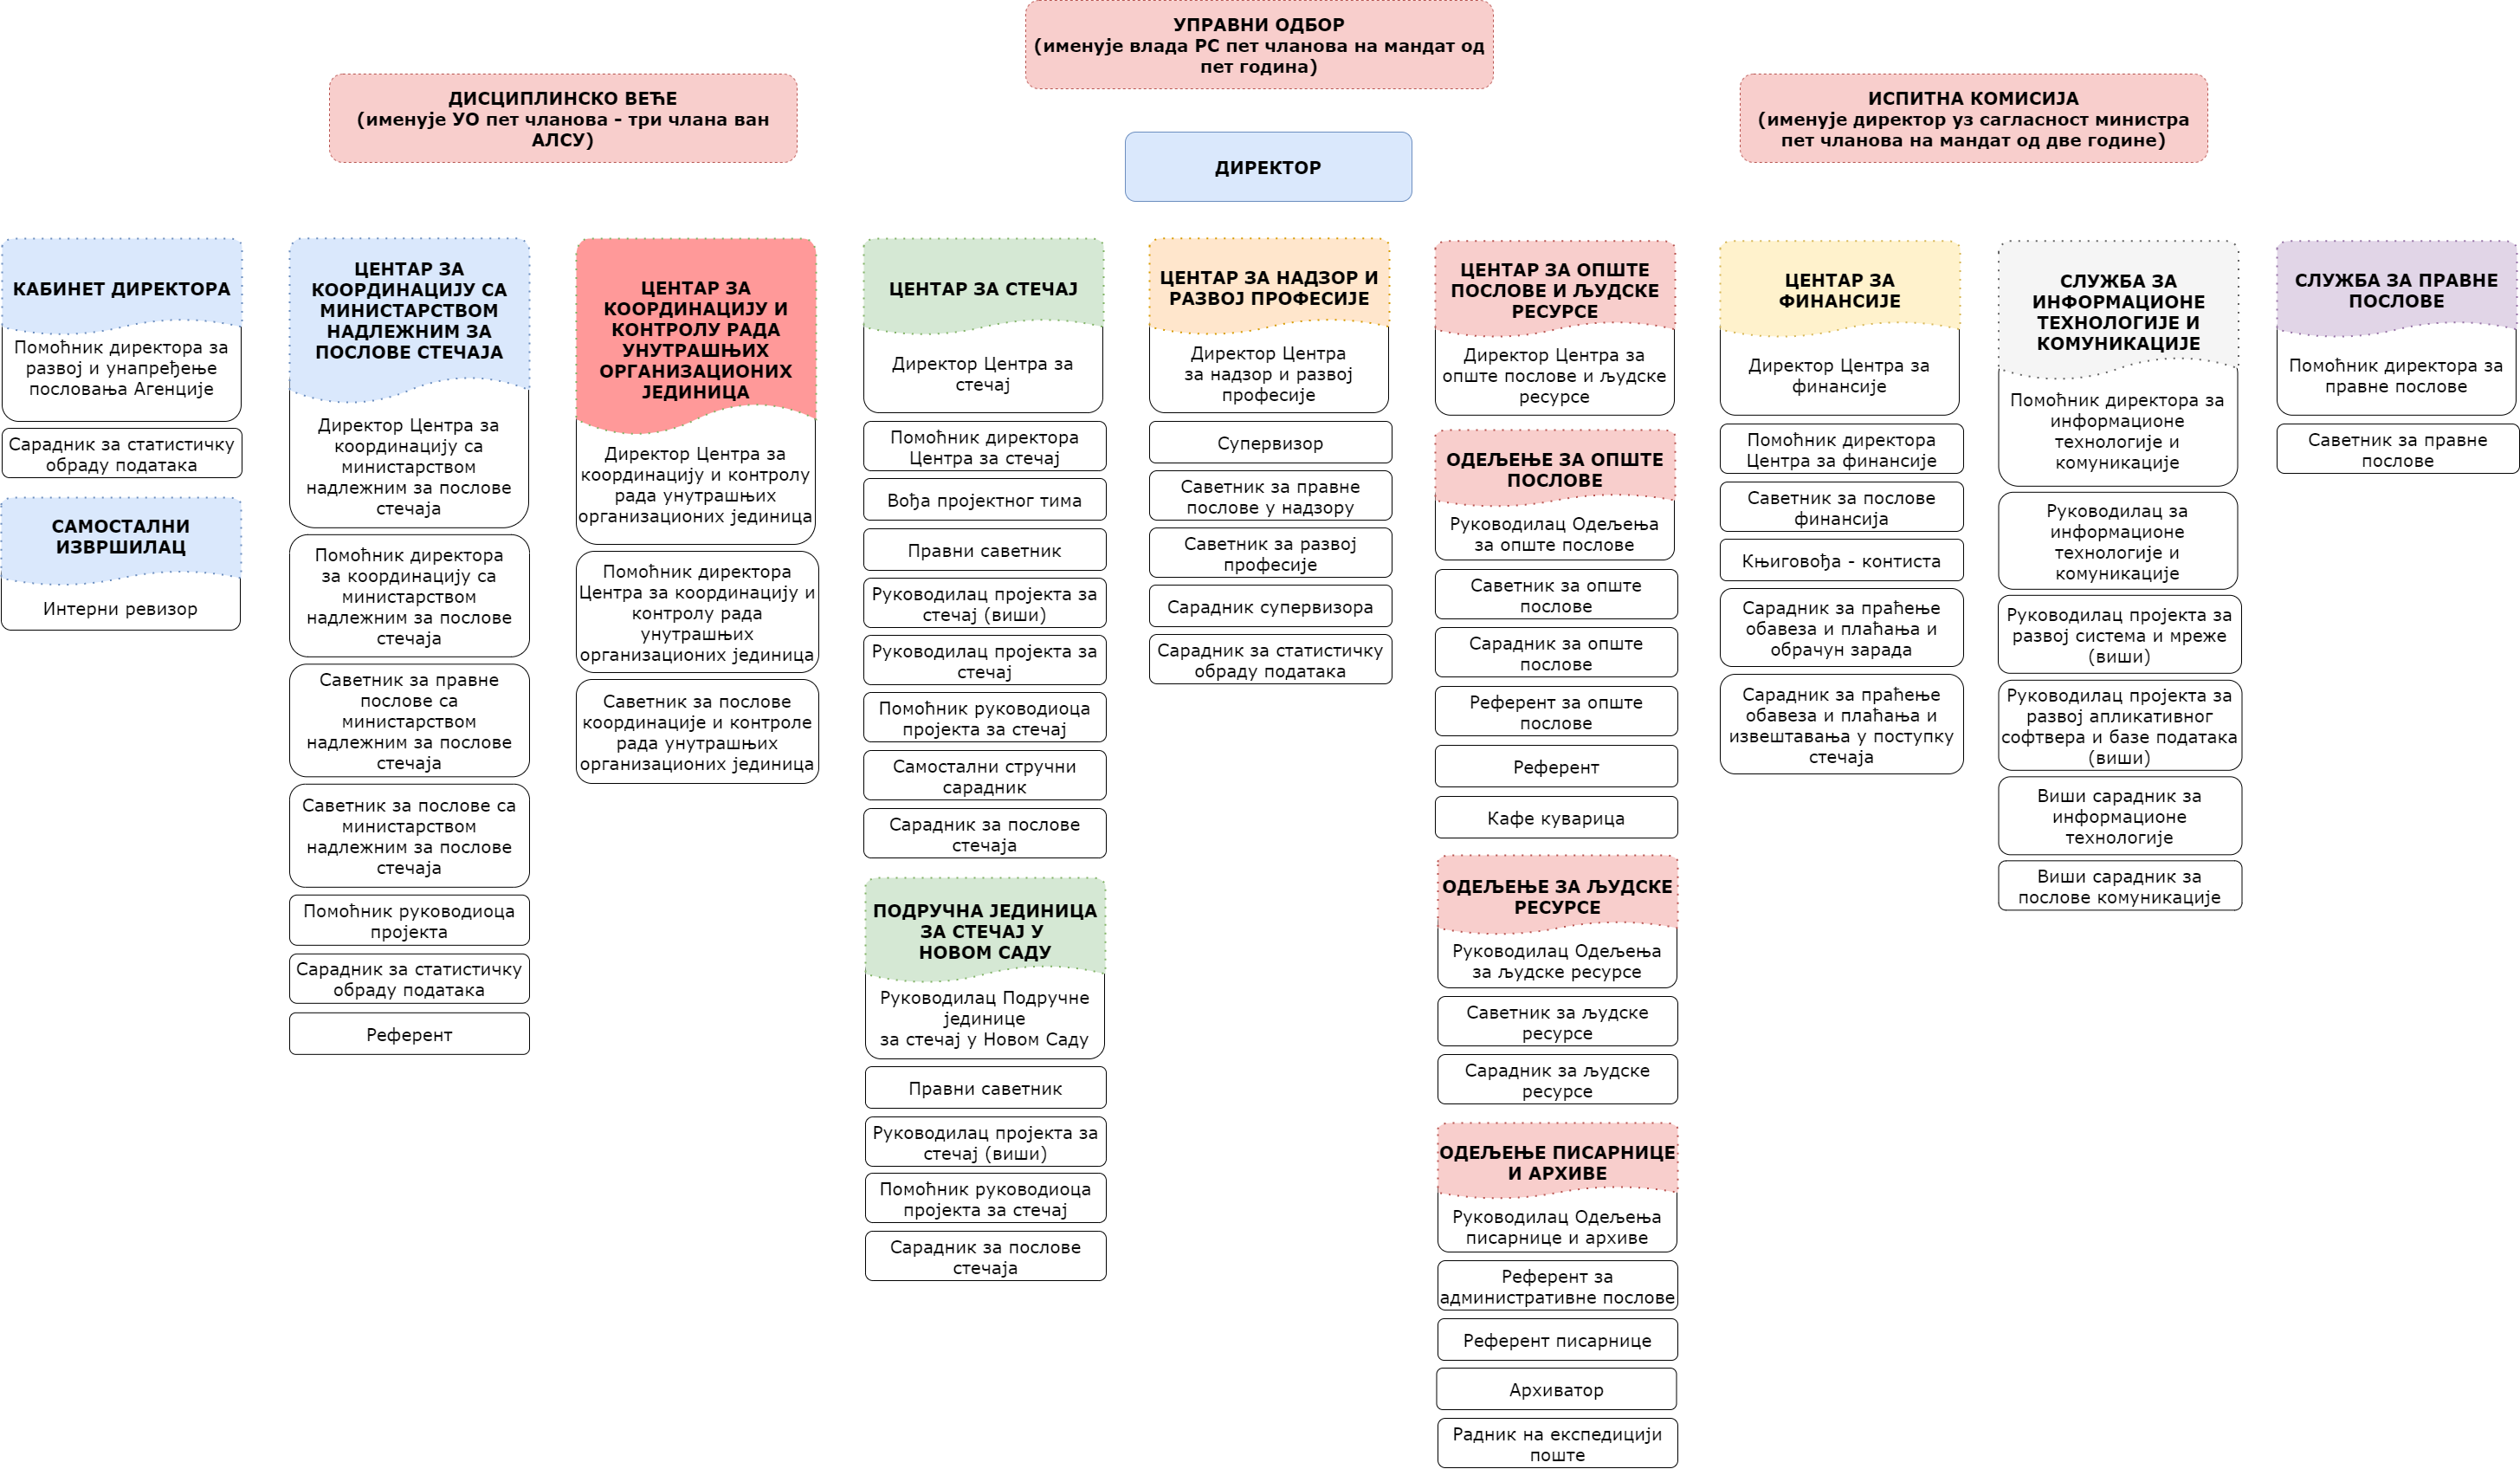 УПРАВНИ ОДБОР
(именује влада РС пет чланова на мандат од
пет година)
ДИСЦИПЛИНСКО ВЕЋЕ
(именује УО пет чланова – три члана ван
АЛСУ)
ИСПИТНА КОМИСИЈА
(именује директор уз сагласност министра
пет чланова на мандат од две године)
ДИРЕКТОР
КАБИНЕТ ДИРЕКТОРА
Помоћник директора за
развој и унапређење
пословања Агенције
Сарадник за статистичку
обраду података
САМОСТАЛНИ
ИЗВРШИЛАЦ
Интерни ревизор
ЦЕНТАР ЗА
КООРДИНАЦИЈУ СА
МИНИСТАРСТВОМ
НАДЛЕЖНИМ ЗА
ПОСЛОВЕ СТЕЧАЈА
Директор Центра за
координацију са
министарством
надлежним за послове
стечаја
Помоћник директора
за координацију са
министарством
надлежним за послове
стечаја
Саветник за правне
послове са
министарством
надлежним за послове
стечаја
Саветник за послове са
министарством
надлежним за послове
стечаја
Помоћник руководиоца
пројекта
Сарадник за статистичку
обраду података
Референт
ЦЕНТАР ЗА
КООРДИНАЦИЈУ И
КОНТРОЛУ РАДА
УНУТРАШЊИХ
ОРГАНИЗАЦИОНИХ
ЈЕДИНИЦА
Директор Центра за
координацију и контролу
рада унутрашњих
организационих јединица
Помоћник директора
Центра за координацију и
контролу рада
унутрашњих
организационих јединица
Саветник за послове
координације и контроле
рада унутрашњих
организационих јединица
ЦЕНТАР ЗА СТЕЧАЈ
Директор Центра за
стечај
Помоћник директора
Центра за стечај
Вођа пројектног тима
Правни саветник
Руководилац пројекта за
стечај (виши)
Руководилац пројекта за
стечај
Помоћник руководиоца
пројекта за стечај
Самостални стручни
сарадник
Сарадник за послове
стечаја
ПОДРУЧНА ЈЕДИНИЦА
ЗА СТЕЧАЈ У
НОВОМ САДУ
Руководилац Подручне
јединице
за стечај у Новом Саду
Правни саветник
Руководилац пројекта за
стечај (виши)
Помоћник руководиоца
пројекта за стечај
Сарадник за послове
стечаја
ЦЕНТАР ЗА НАДЗОР И
РАЗВОЈ ПРОФЕСИЈЕ
Директор Центра
за надзор и развој
професије
Супервизор
Саветник за правне
послове у надзору
Саветник за развој
професије
Сарадник супервизора
Сарадник за статистичку
обраду података
ЦЕНТАР ЗА ОПШТЕ
ПОСЛОВЕ И ЉУДСКЕ
РЕСУРСЕ
Директор Центра за
опште послове и људске
ресурсе
ОДЕЉЕЊЕ ЗА ОПШТЕ
ПОСЛОВЕ
Руководилац Одељења
за опште послове
Саветник за опште
послове
Сарадник за опште
послове
Референт за опште
послове
Референт
Кафе куварица
ОДЕЉЕЊЕ ЗА ЉУДСКЕ
РЕСУРСЕ
Руководилац Одељења
за људске ресурсе
Саветник за људске
ресурсе
Сарадник за људске
ресурсе
ОДЕЉЕЊЕ ПИСАРНИЦЕ
И АРХИВЕ
Руководилац Одељења
писарнице и архиве
Референт за
административне послове
Референт писарнице
Архиватор
Радник на експедицији
поште
ЦЕНТАР ЗА
ФИНАНСИЈЕ
Директор Центра за
финансије
Помоћник директора
Центра за финансије
Саветник за послове
финансија
Књиговођа - контиста
Сарадник за праћење
обавеза и плаћања и
обрачун зарада
Сарадник за праћење
обавеза и плаћања и
извештавања у поступку
стечаја
СЛУЖБА ЗА
ИНФОРМАЦИОНЕ
ТЕХНОЛОГИЈЕ И
КОМУНИКАЦИЈЕ
Помоћник директора за
информационе
технологије и
комуникације
Руководилац за
информационе
технологије и
комуникације
Руководилац пројекта за
развој система и мреже
(виши)
Руководилац пројекта за
развој апликативног
софтвера и базе података
(виши)
Виши сарадник за
информационе
технологије
Виши сарадник за
послове комуникације
СЛУЖБА ЗА ПРАВНЕ
ПОСЛОВЕ
Помоћник директора за
правне послове
Саветник за правне
послове